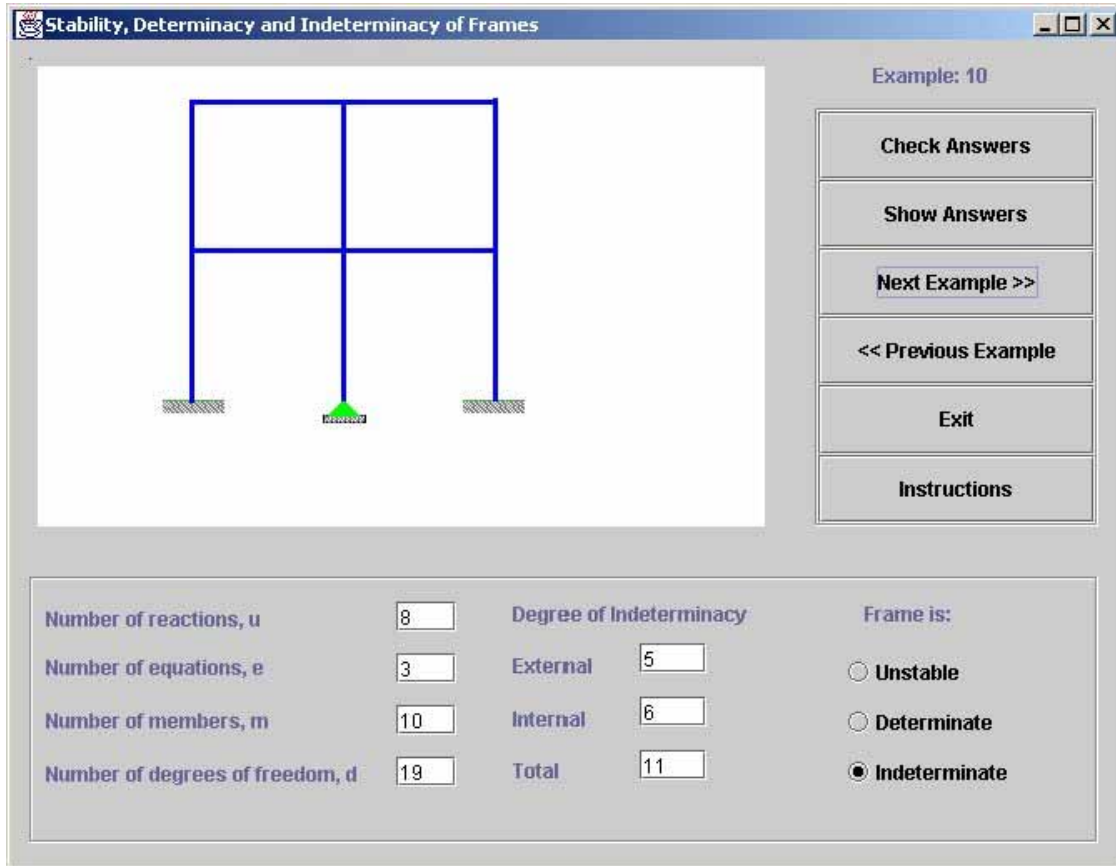 Stability, Determinacy and Indeterminacy of Frames
Example: 10
Check Answers
Show Answers
Next Example >>
<< Previous Example
Exit
Instructions
Number of reactions, u 8
Number of equations, e 3
Number of members, m 10
Number of degrees of freedom, d 19
Degree of Indeterminacy
External 5
Internal 6
Total 11
Frame is:
Unstable
Determinate
Indeterminate